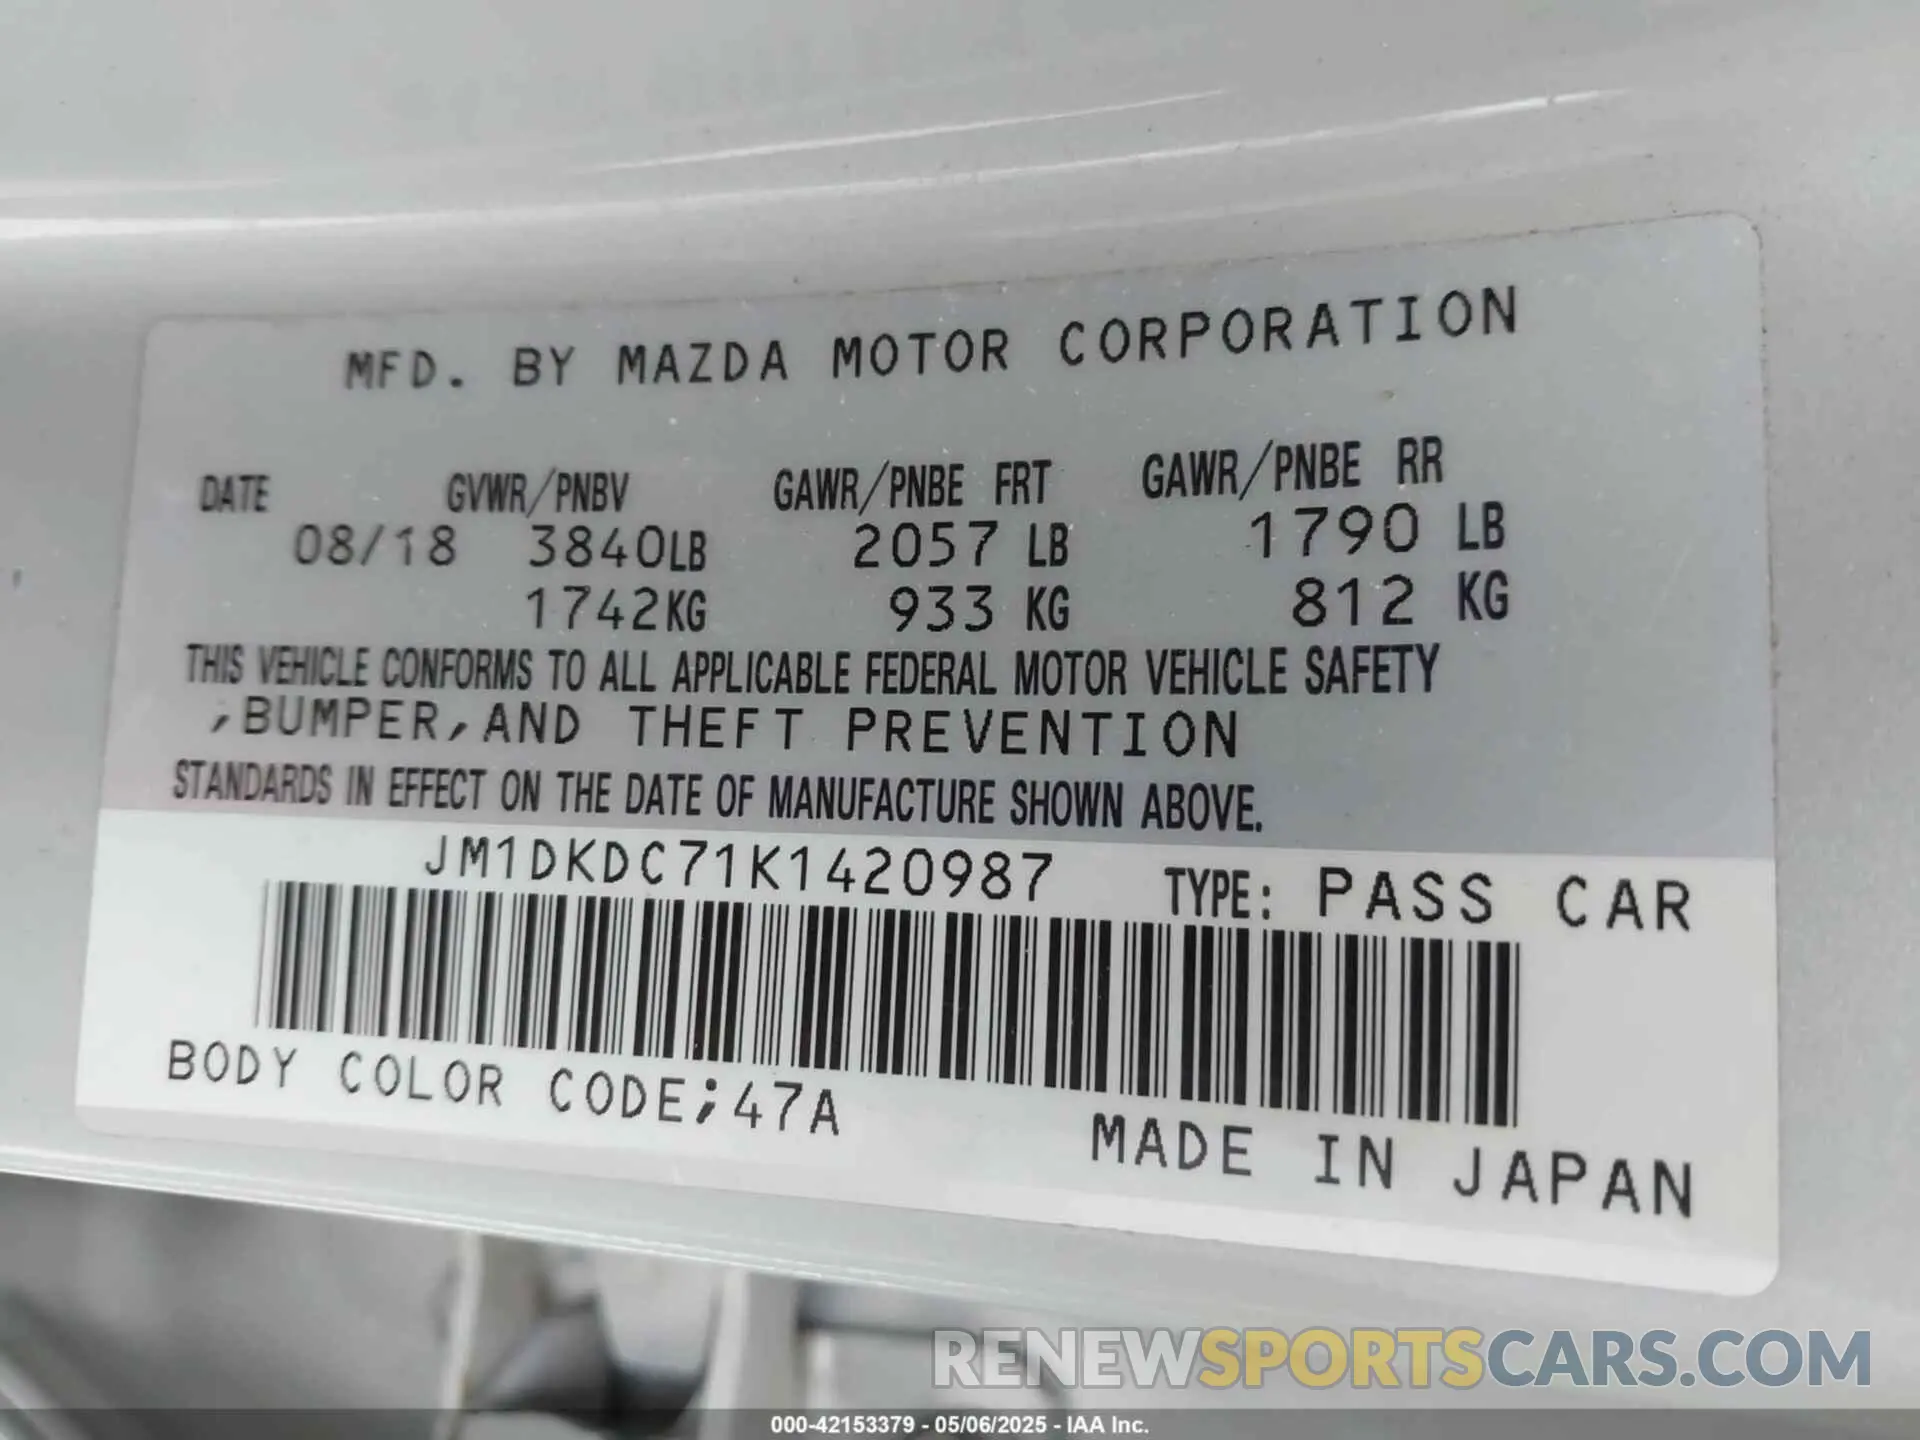 MFD. BY MAZDA MOTOR CORPORATION
DATE GVWR/PNBV GAWR/PNBE FRT GAWR/PNBE RR
08/18 3840LB 2057 LB 1790 LB
1742KG 933 KG 812 KG
THIS VEHICLE CONFORMS TO ALL APPLICABLE FEDERAL MOTOR VEHICLE SAFETY
,BUMPER,AND THEFT PREVENTION
STANDARDS IN EFFECT ON THE DATE OF MANUFACTURE SHOWN ABOVE.
JM1DKDC71K1420987 TYPE: PASS CAR
BODY COLOR CODE;47A
MADE IN JAPAN
RENEWSPORTSCARS.COM
000-42153379 - 05/06/2025 - IAA Inc.